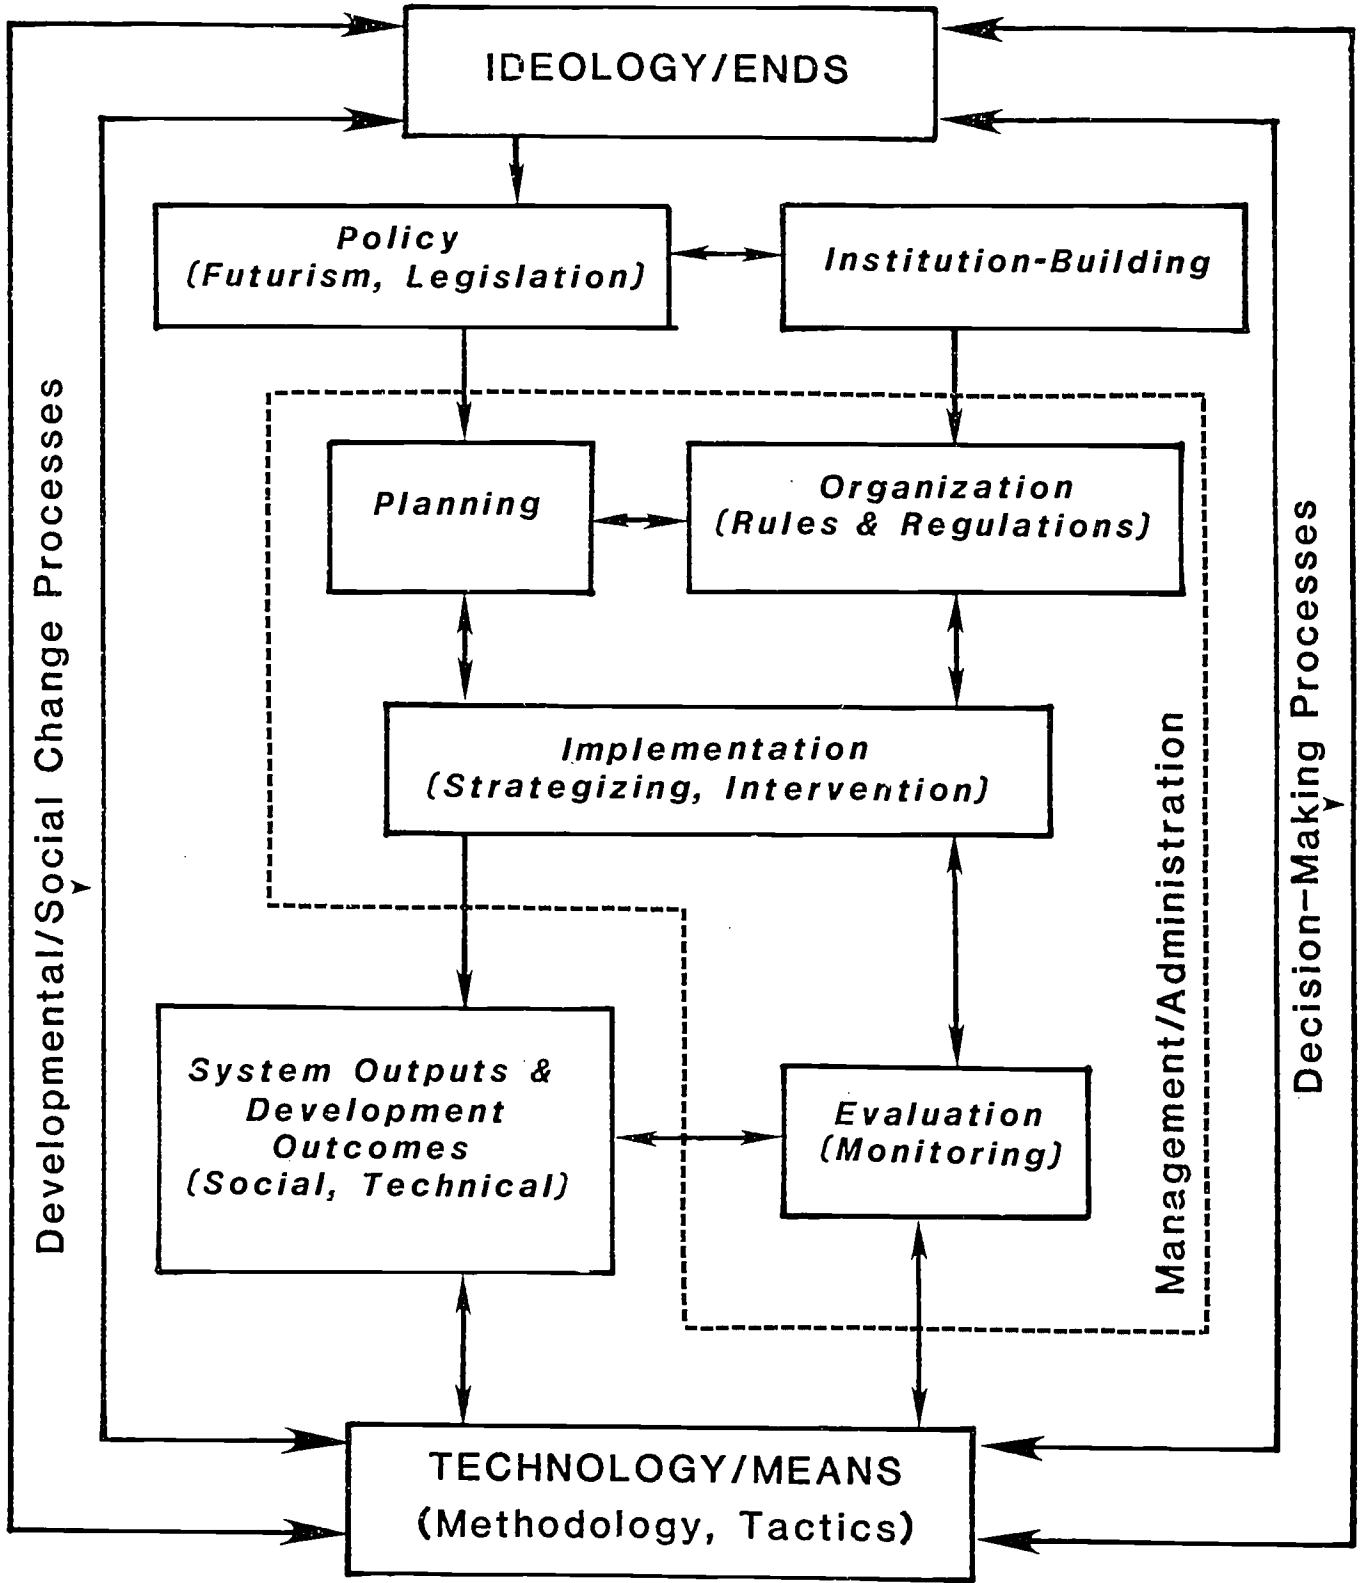 IDEOLOGY/ENDS
Policy
(Futurism, Legislation)
Institution-Building
Planning
Organization
(Rules & Regulations)
Implementation
(Strategizing, Intervention)
System Outputs &
Development
Outcomes
(Social, Technical)
Evaluation
(Monitoring)
TECHNOLOGY/MEANS
(Methodology, Tactics)
Developmental/Social Change Processes
Management/Administration
Decision-Making Processes